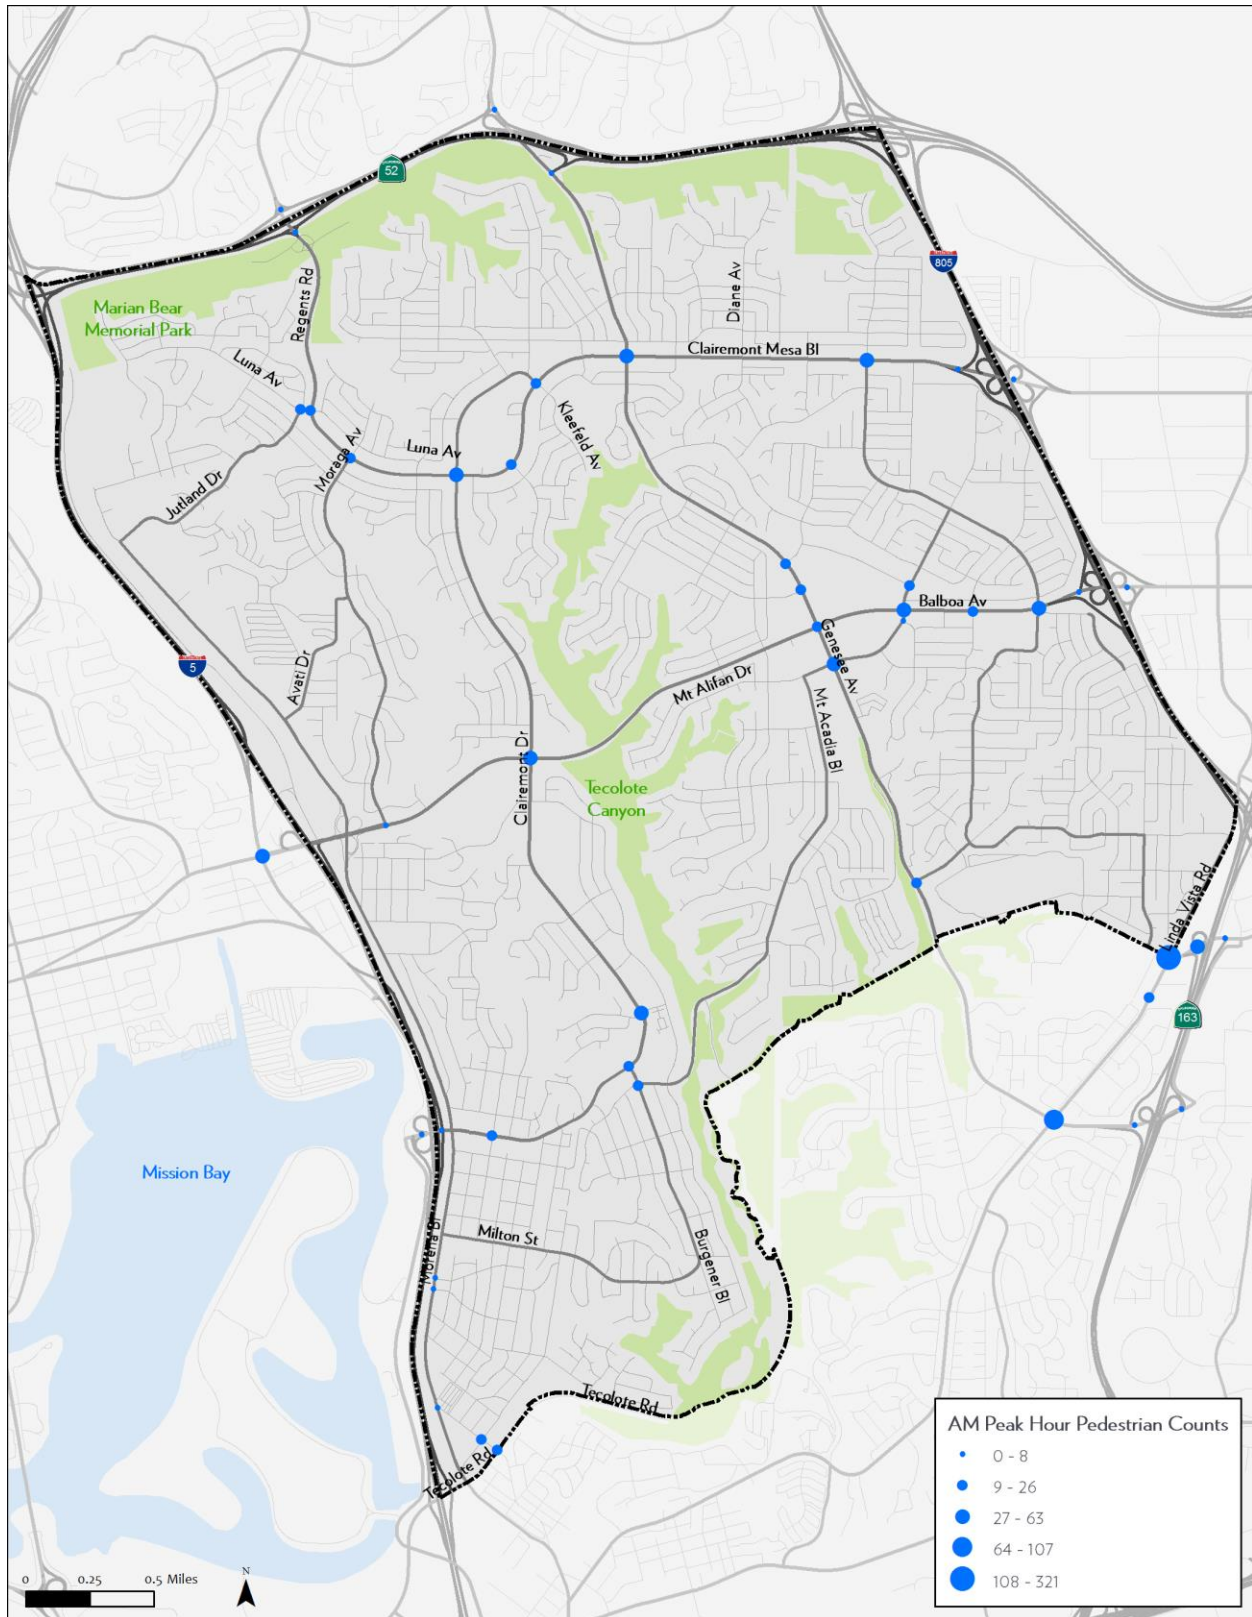 52
805
Marian Bear
Memorial Park
Regents Rd
Diane Av
Luna Av
Clairemont Mesa Bl
Kleefeld Av
Luna Av
Moraga Av
Jutland Dr
Balboa Av
Genesee Av
5
Avati Dr
Mt Alifan Dr
Mt Acadia Bl
Clairemont Dr
Tecolote
Canyon
Linda Vista Rd
163
Mission Bay
Morena Bl
Milton St
Burgener Bl
Tecolote Rd
Tecolote Rd
AM Peak Hour Pedestrian Counts
0 - 8
9 - 26
27 - 63
64 - 107
108 - 321
0 0.25 0.5 Miles
N